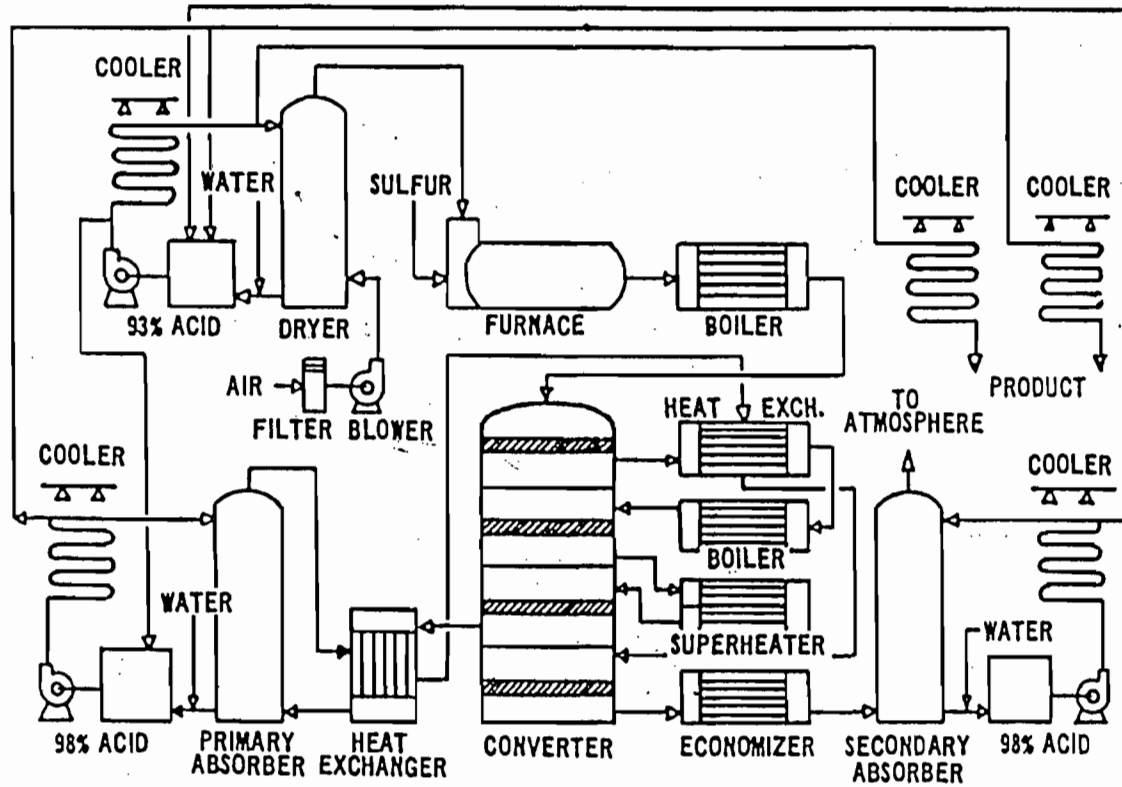 COOLER
WATER
SULFUR
COOLER
COOLER
93% ACID
DRYER
FURNACE
BOILER
AIR
FILTER BLOWER
PRODUCT
TO
ATMOSPHERE
HEAT EXCH.
COOLER
COOLER
BOILER
WATER
SUPERHEATER
WATER
98% ACID
PRIMARY
ABSORBER
HEAT
EXCHANGER
CONVERTER
ECONOMIZER
SECONDARY
ABSORBER
98% ACID